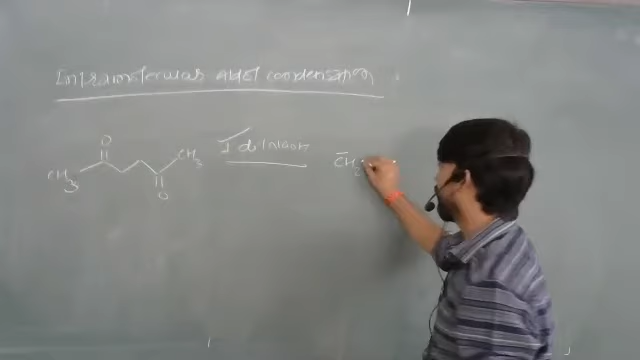 Intramolecular aldol condensation
O
CH3
CH3
O
I dil NaOH
CH2